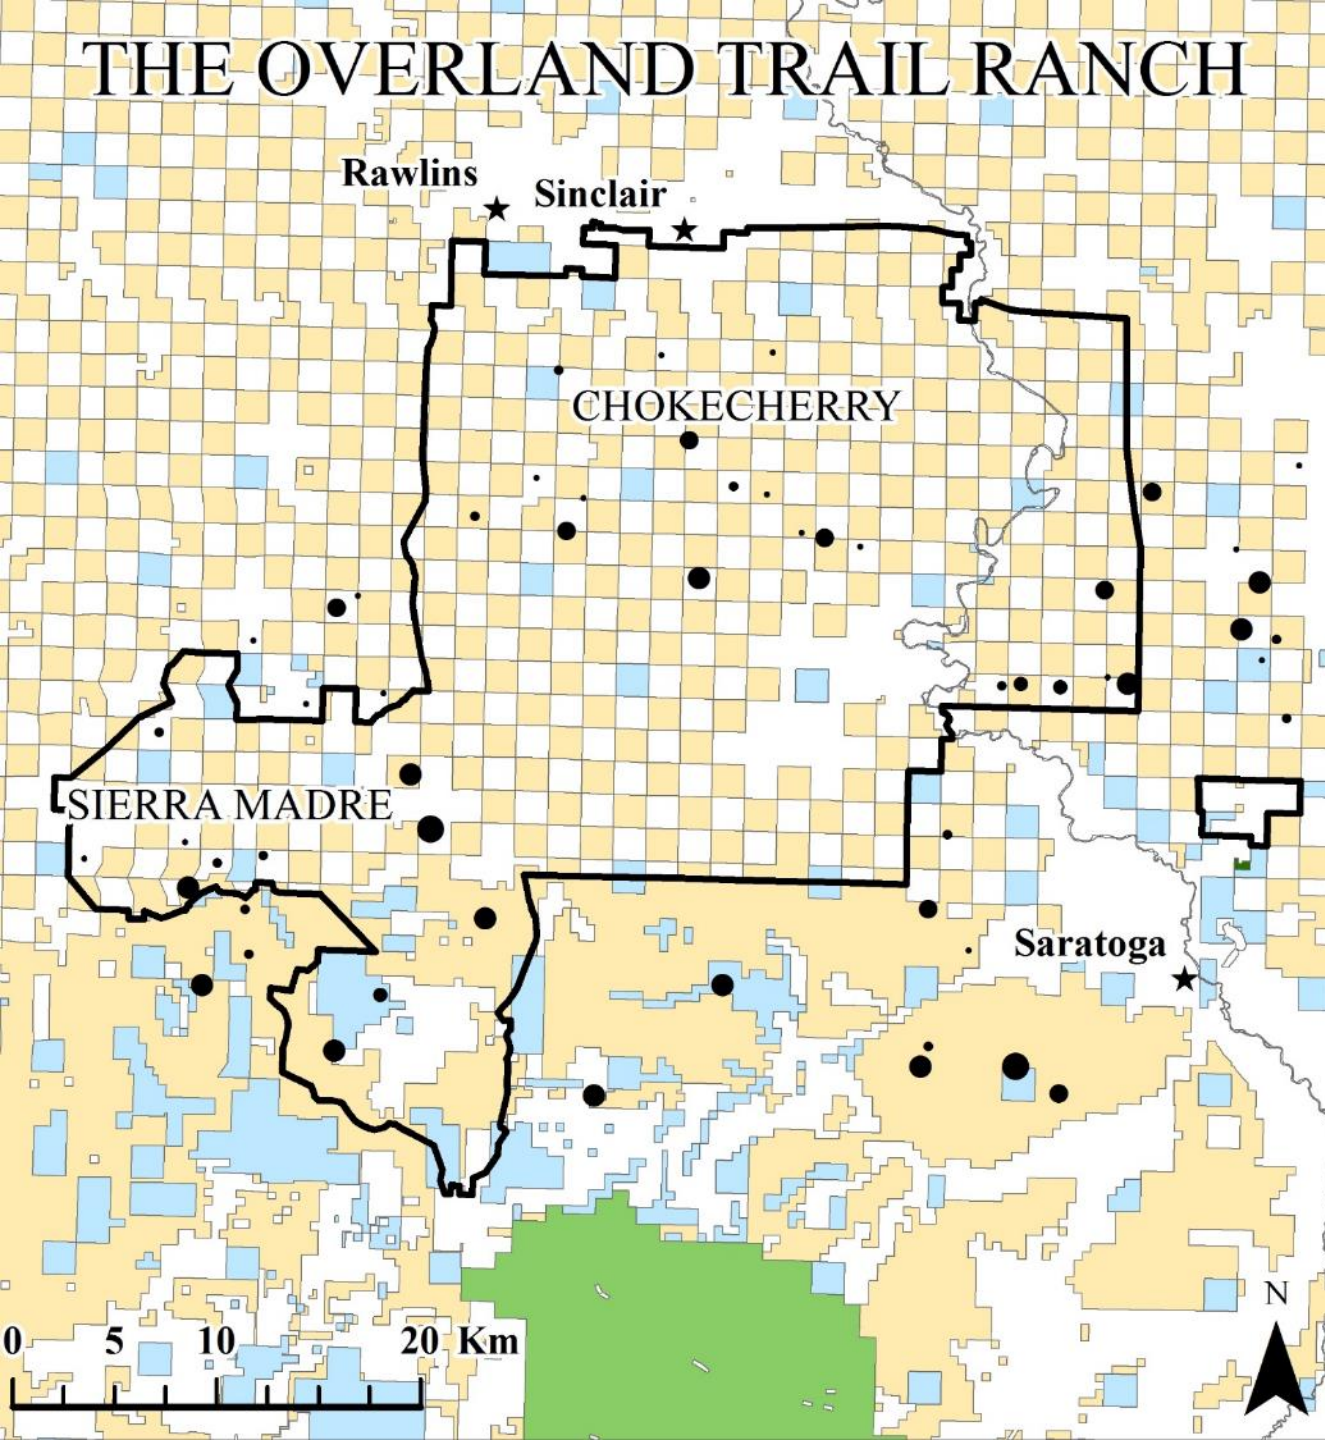 THE OVERLAND TRAIL RANCH
Rawlins
Sinclair
CHOKECHERRY
SIERRA MADRE
Saratoga
N
0 5 10 20 Km